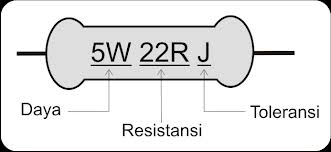 5W 22R J
Daya
Toleransi
Resistansi